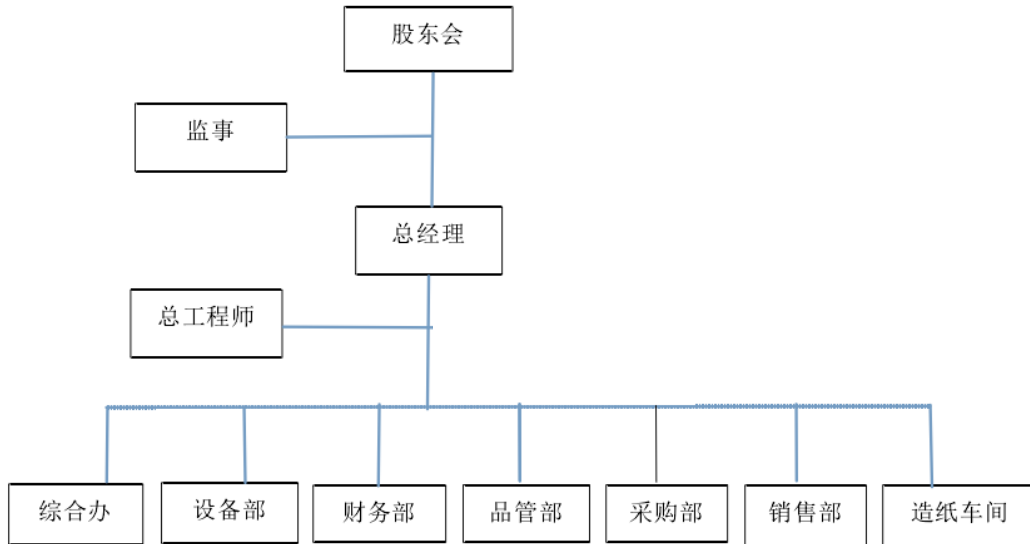 股东会
监事
总经理
总工程师
综合办
设备部
财务部
品管部
采购部
销售部
造纸车间